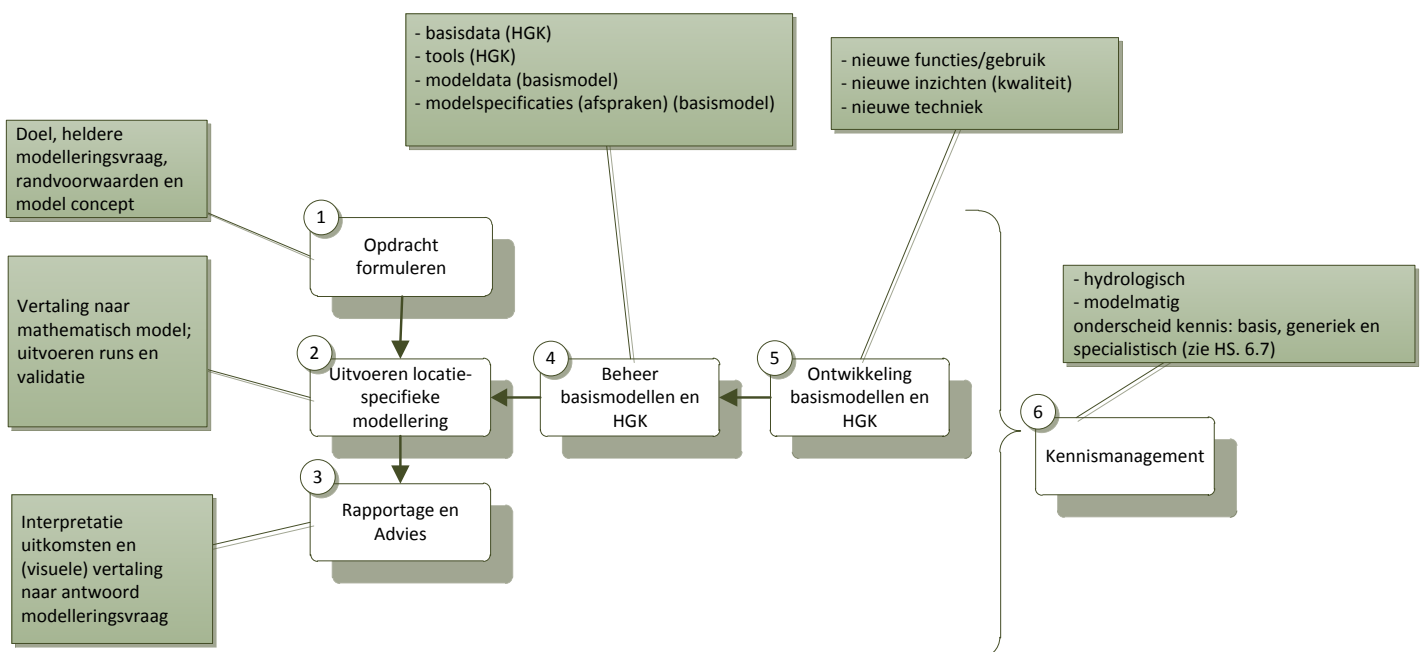 - basisdata (HGK)
- tools (HGK)
- modeldata (basismodel)
- modelspecificaties (afspraken) (basismodel)
- nieuwe functies/gebruik
- nieuwe inzichten (kwaliteit)
- nieuwe techniek
Doel, heldere
modelleringsvraag,
randvoorwaarden en
model concept
1
Opdracht
formuleren
- hydrologisch
- modelmatig
onderscheid kennis: basis, generiek en
specialistisch (zie HS. 6.7)
Vertaling naar
mathematisch model;
uitvoeren runs en
validatie
2
Uitvoeren locatie-
specifieke
modellering
4
Beheer
basismodellen en
HGK
5
Ontwikkeling
basismodellen en
HGK
6
Kennismanagement
3
Rapportage en
Advies
Interpretatie
uitkomsten en
(visuele) vertaling
naar antwoord
modelleringsvraag